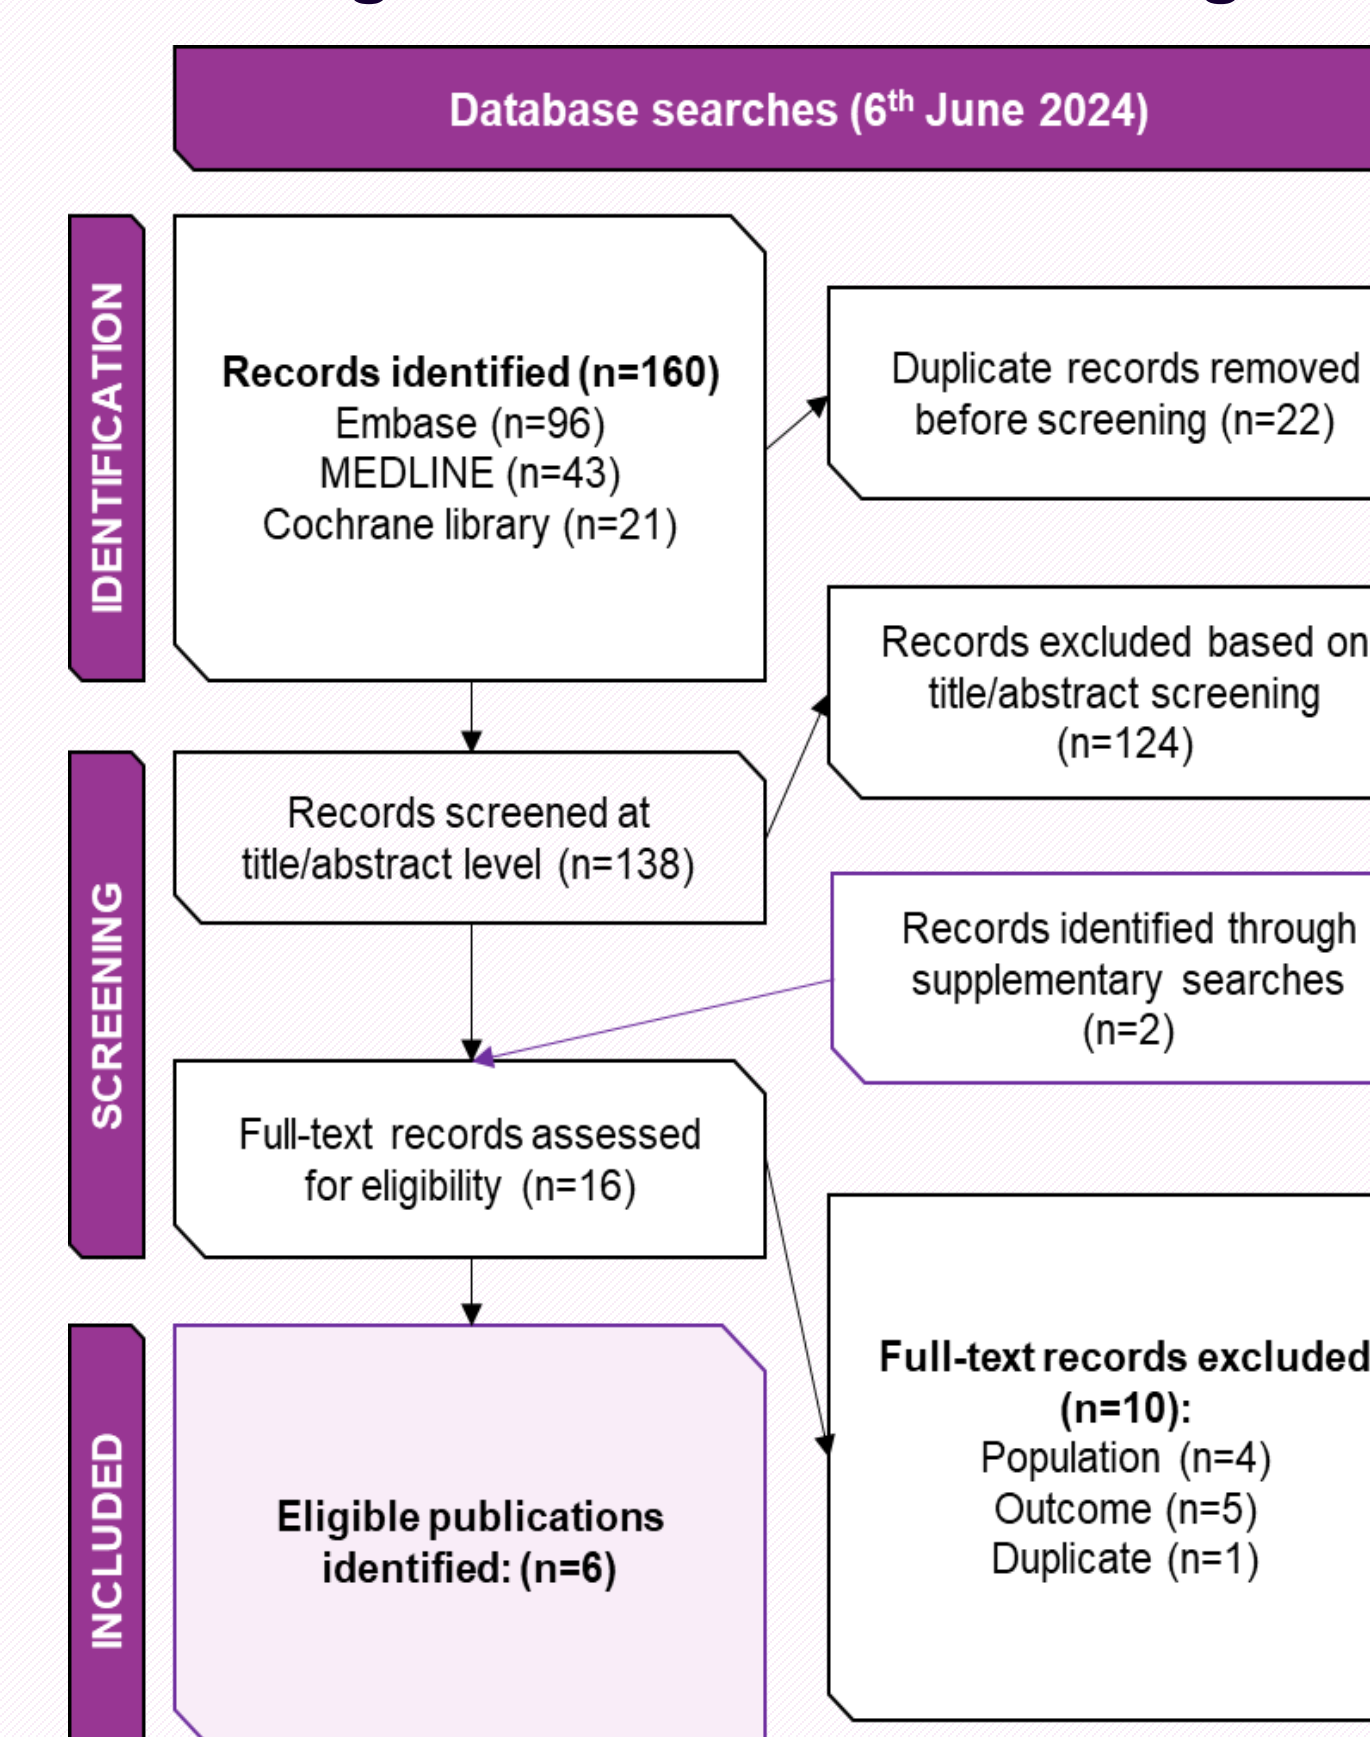 Database searches (6th June 2024)
IDENTIFICATION
Records identified (n=160)
Embase (n=96)
MEDLINE (n=43)
Cochrane library (n=21)
Duplicate records removed
before screening (n=22)
Records excluded based on
title/abstract screening
(n=124)
SCREENING
Records screened at
title/abstract level (n=138)
Records identified through
supplementary searches
(n=2)
Full-text records assessed
for eligibility (n=16)
Full-text records excluded
(n=10):
Population (n=4)
Outcome (n=5)
Duplicate (n=1)
INCLUDED
Eligible publications
identified: (n=6)